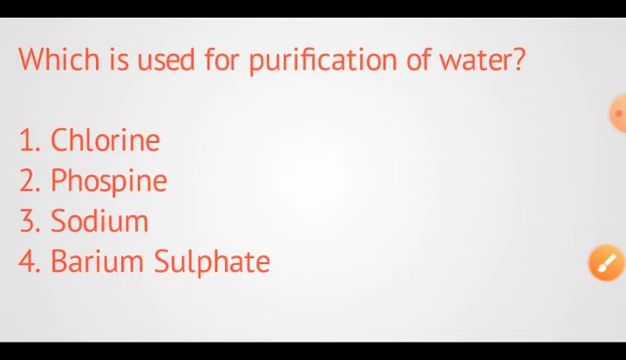 Which is used for purification of water?
1. Chlorine
2. Phospine
3. Sodium
4. Barium Sulphate